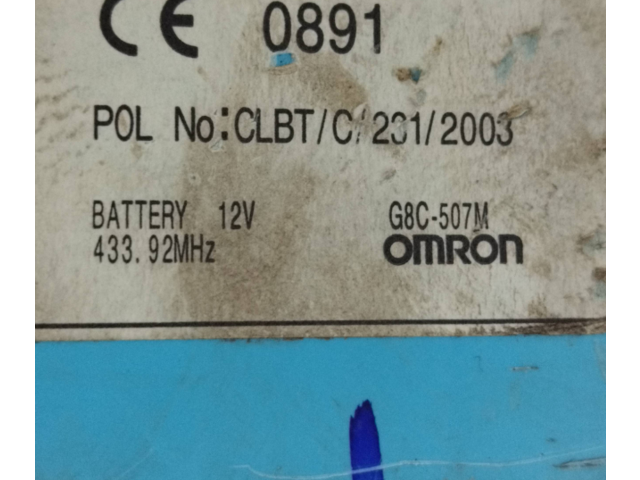 CE 0891
POL No:CLBT/C/231/2003
BATTERY 12V G8C-507M
433.92MHz OMRON